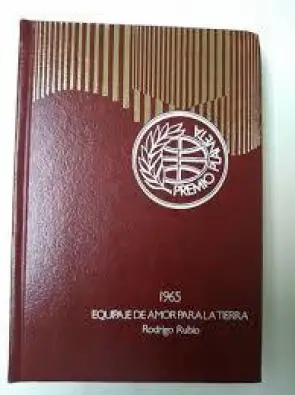 PREMIO PLANETA
1965
EQUIPAJE DE AMOR PARA LA TIERRA
Rodrigo Rubio